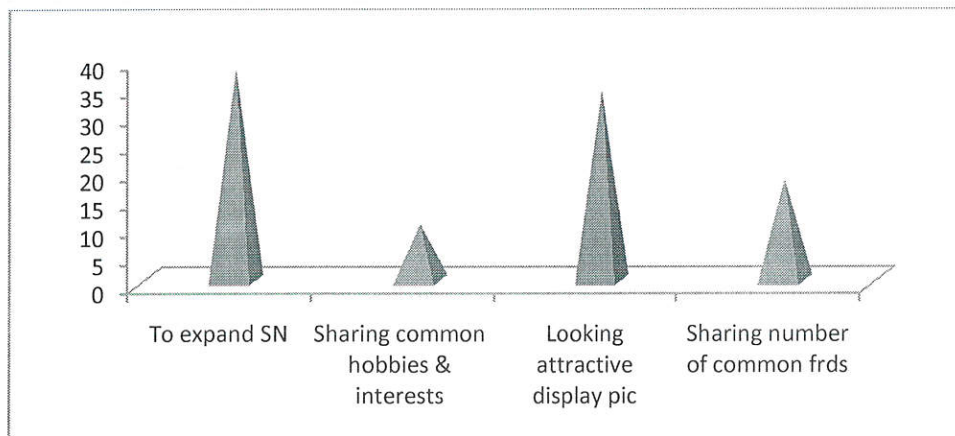 40
35
30
25
20
15
10
5
0
To expand SN
Sharing common
hobbies &
interests
Looking
attractive
display pic
Sharing number
of common frds